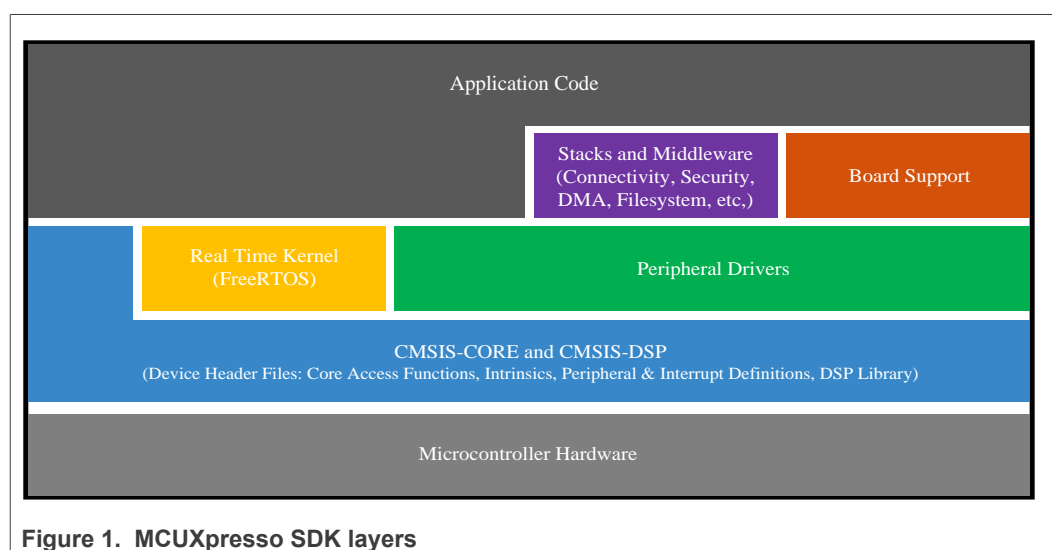 Application Code
Stacks and Middleware
(Connectivity, Security,
DMA, Filesystem, etc,)
Board Support
Real Time Kernel
(FreeRTOS)
Peripheral Drivers
CMSIS-CORE and CMSIS-DSP
(Device Header Files: Core Access Functions, Intrinsics, Peripheral & Interrupt Definitions, DSP Library)
Microcontroller Hardware
Figure 1. MCUXpresso SDK layers